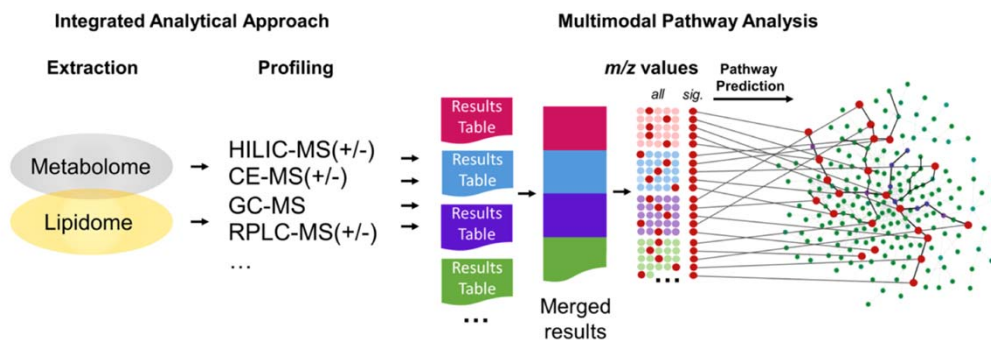 Integrated Analytical Approach
Multimodal Pathway Analysis
Extraction
Profiling
Metabolome
Lipidome
HILIC-MS(+/-)
CE-MS(+/-)
GC-MS
RPLC-MS(+/-)
...
Results
Table
Results
Table
Results
Table
Results
Table
...
Merged
results
m/z values
all
sig.
...
Pathway
Prediction